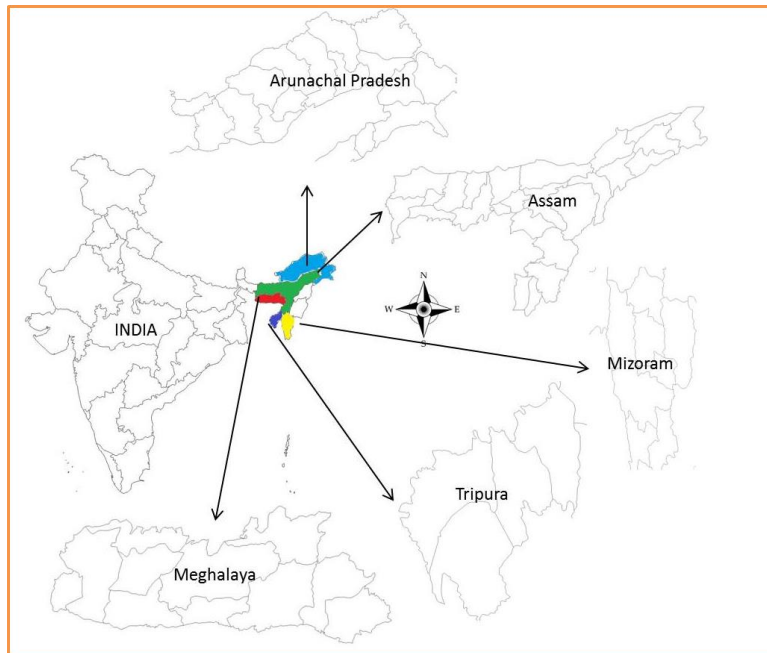 Arunachal Pradesh
Assam
N
W
E
S
INDIA
Mizoram
Tripura
Meghalaya